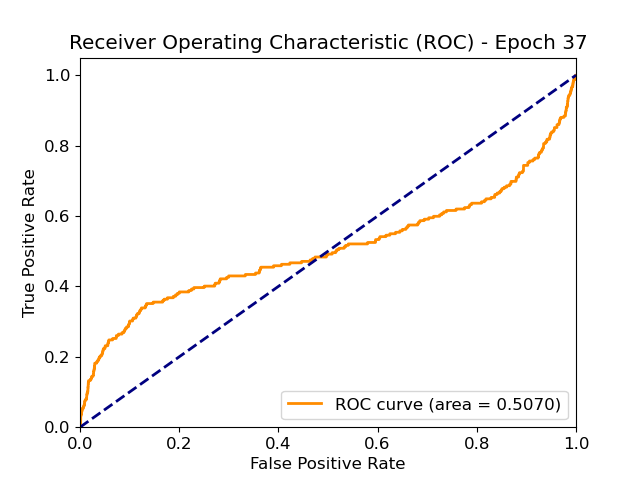 Receiver Operating Characteristic (ROC) - Epoch 37
True Positive Rate
1.0
0.8
0.6
0.4
0.2
0.0
ROC curve (area = 0.5070)
0.0 0.2 0.4 0.6 0.8 1.0
False Positive Rate